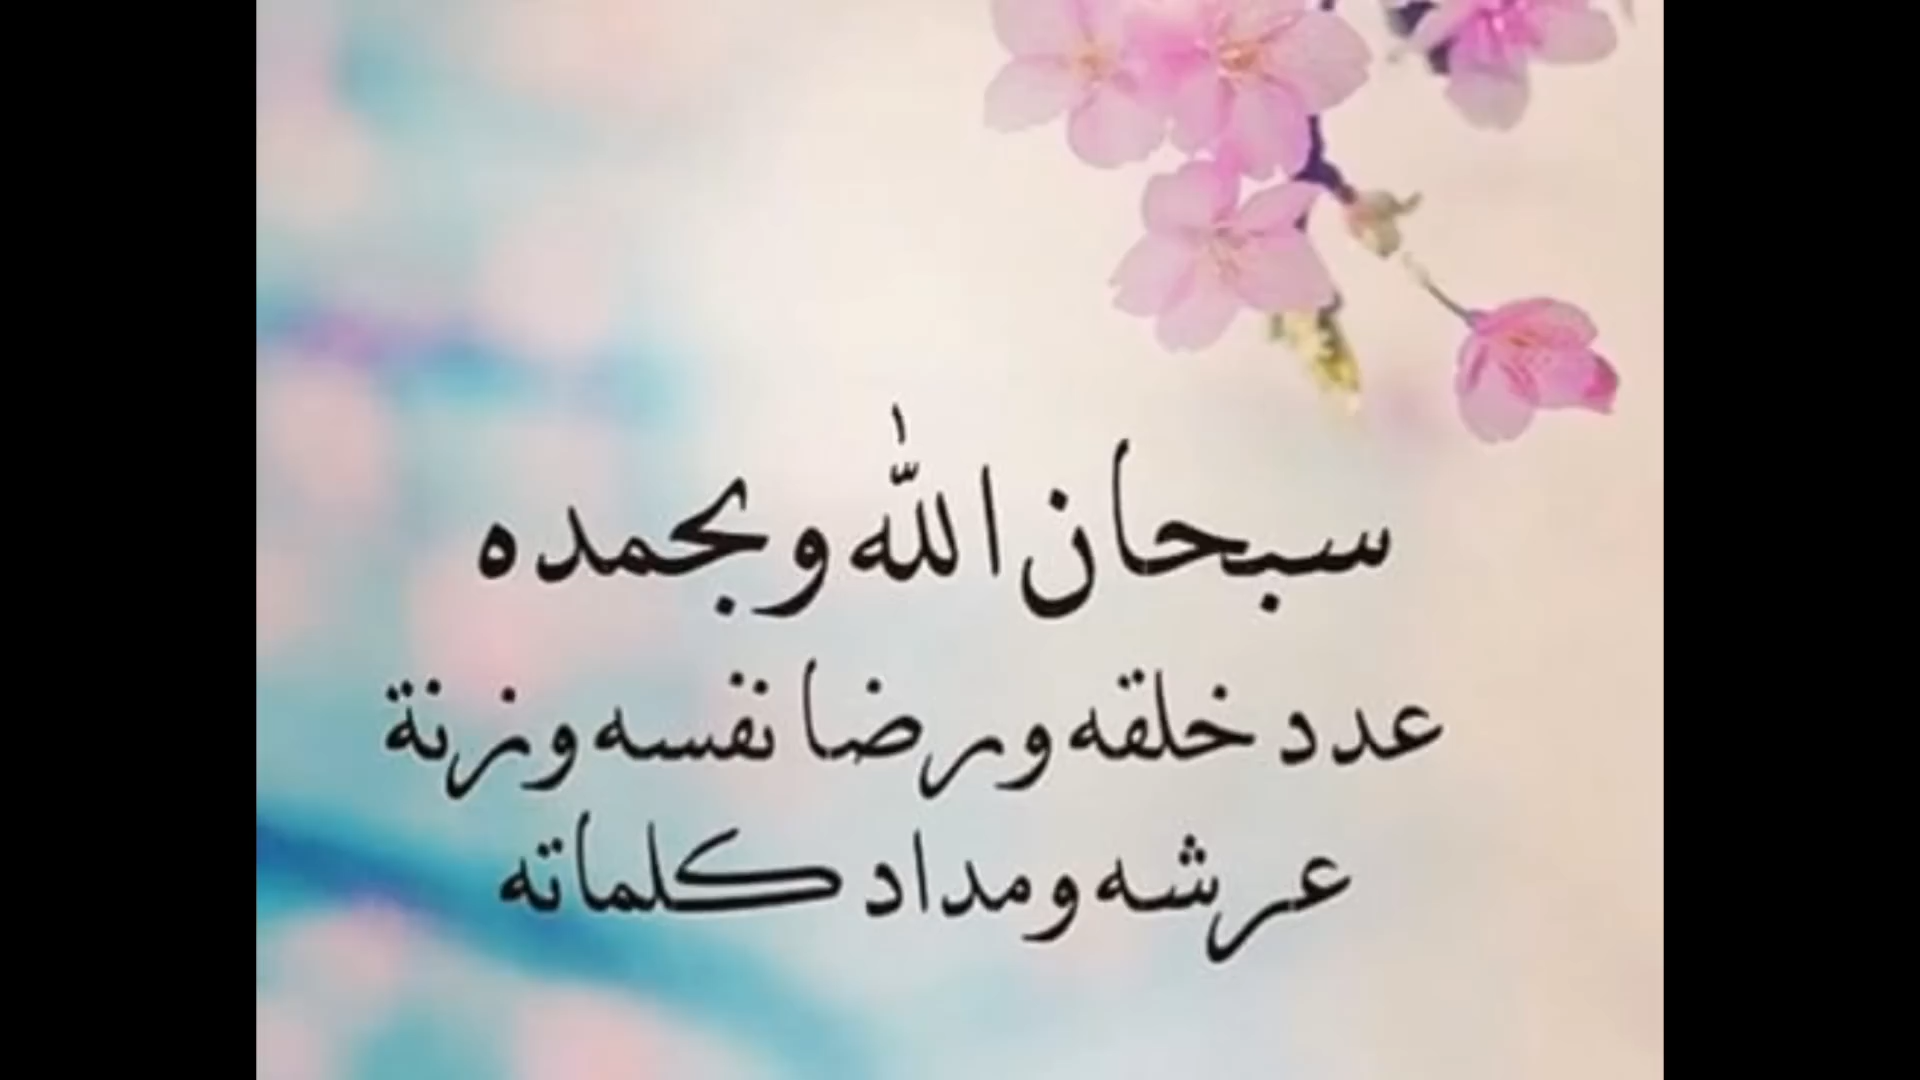 سبحان الله وبحمده
عدد خلقه ورضا نفسه وزنة
عرشه ومداد كلماته